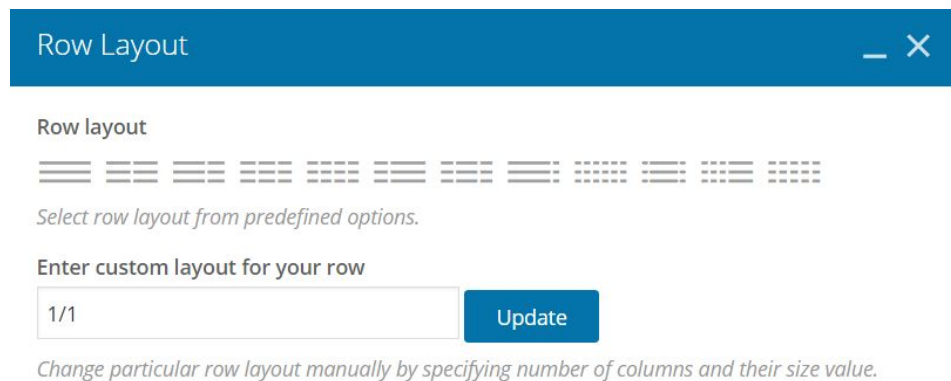 Row Layout
Row layout
Select row layout from predefined options.
Enter custom layout for your row
1/1
Update
Change particular row layout manually by specifying number of columns and their size value.